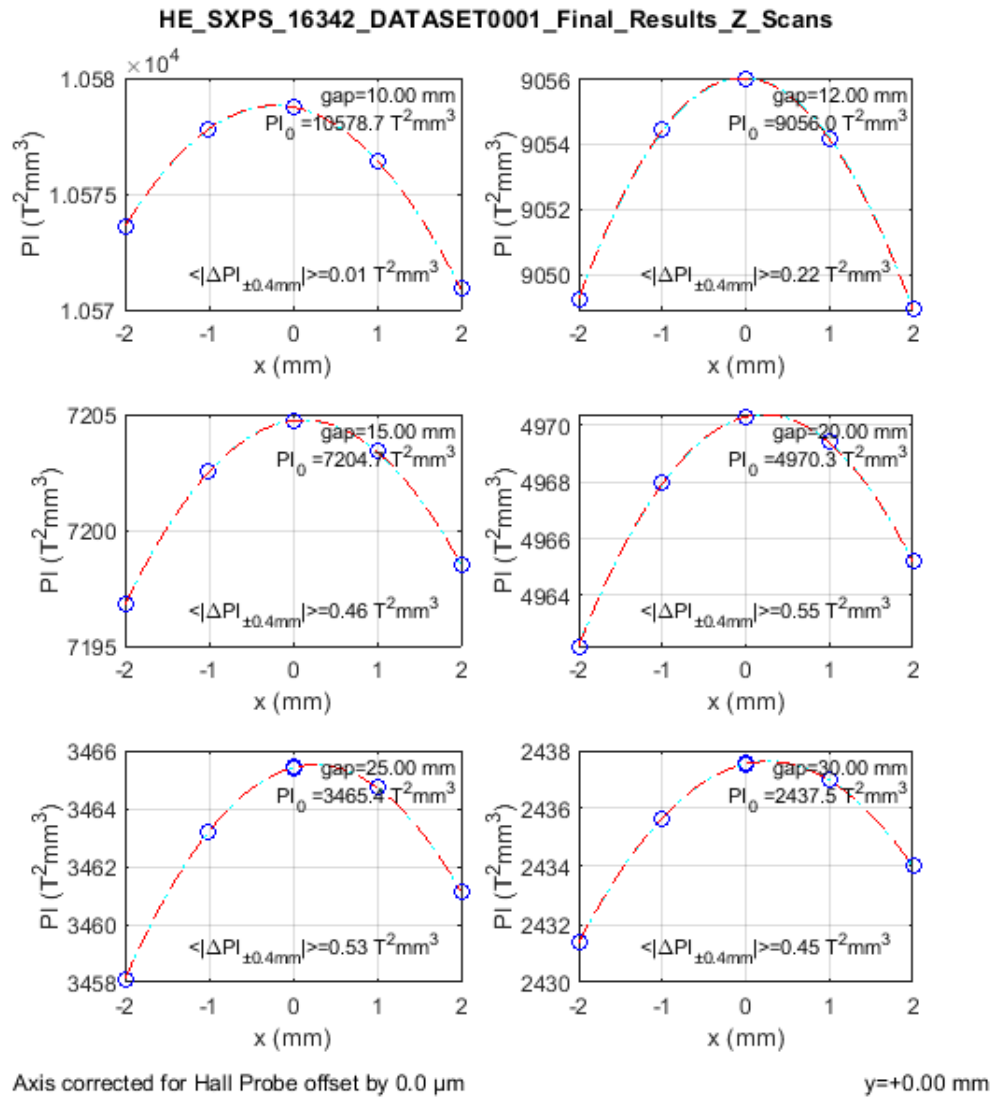 HE_SXPS_16342_DATASET0001_Final_Results_Z_Scans
×10⁴
1.058
1.0575
1.057
PI (T²mm³)
gap=10.00 mm
PI₀=10578.7 T²mm³
<|ΔPI±0.4mm|>=0.01 T²mm³
-2 -1 0 1 2
x (mm)
9056
9054
9052
9050
PI (T²mm³)
gap=12.00 mm
PI₀=9056.0 T²mm³
<|ΔPI±0.4mm|>=0.22 T²mm³
-2 -1 0 1 2
x (mm)
7205
7200
7195
PI (T²mm³)
gap=15.00 mm
PI₀=7204.7 T²mm³
<|ΔPI±0.4mm|>=0.46 T²mm³
-2 -1 0 1 2
x (mm)
4970
4968
4966
4964
PI (T²mm³)
gap=20.00 mm
PI₀=4970.3 T²mm³
<|ΔPI±0.4mm|>=0.55 T²mm³
-2 -1 0 1 2
x (mm)
3466
3464
3462
3460
3458
PI (T²mm³)
gap=25.00 mm
PI₀=3465.4 T²mm³
<|ΔPI±0.4mm|>=0.53 T²mm³
-2 -1 0 1 2
x (mm)
2438
2436
2434
2432
2430
PI (T²mm³)
gap=30.00 mm
PI₀=2437.5 T²mm³
<|ΔPI±0.4mm|>=0.45 T²mm³
-2 -1 0 1 2
x (mm)
Axis corrected for Hall Probe offset by 0.0 µm
y=+0.00 mm